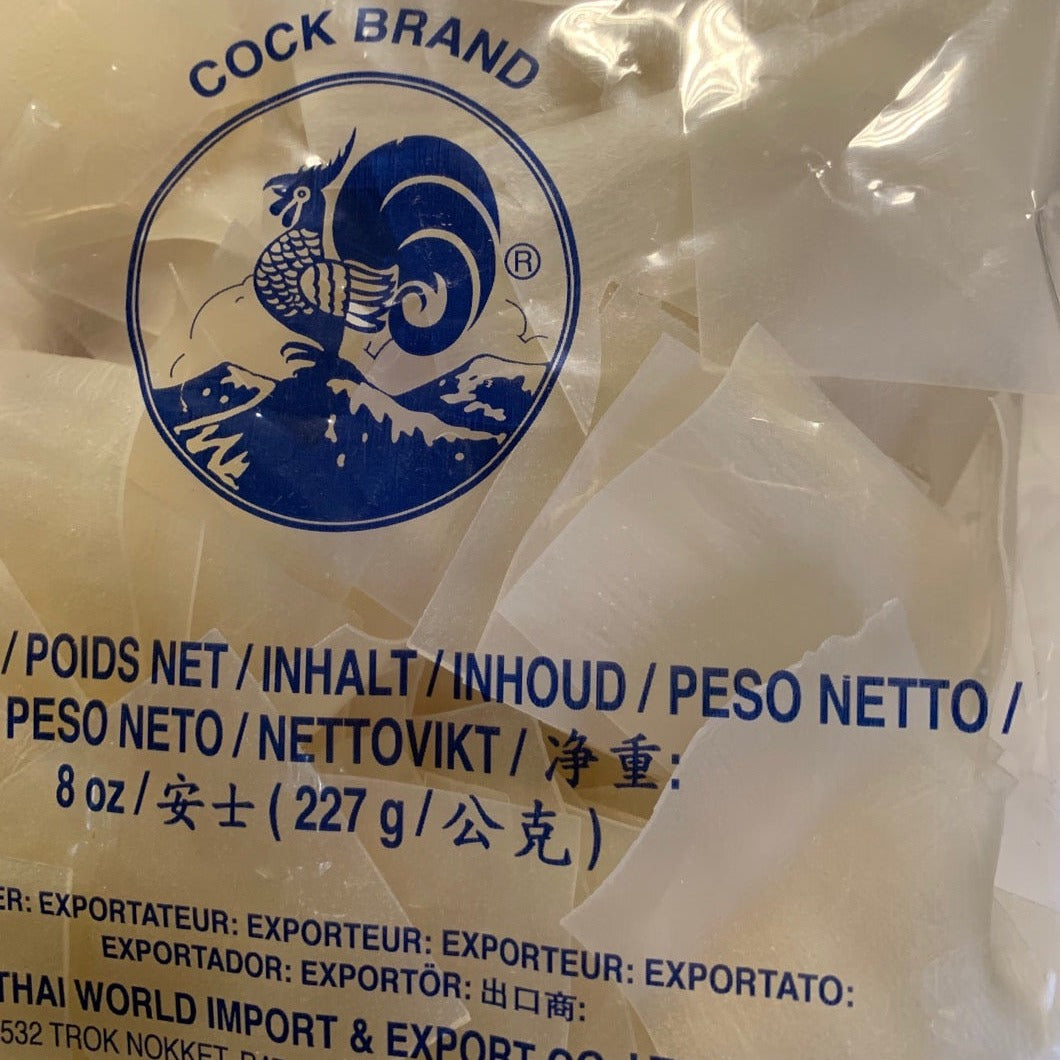 COCK BRAND
®
/ POIDS NET / INHALT / INHOUD / PESO NETTO /
PESO NETO / NETTOVIKT / 净重:
8 oz / 安士 ( 227 g / 公克 )
ER: EXPORTATEUR: EXPORTEUR: EXPORTEUR: EXPORTATO:
EXPORTADOR: EXPORTÖR: 出口商:
THAI WORLD IMPORT & EXPORT CO.
532 TROK NOKKET